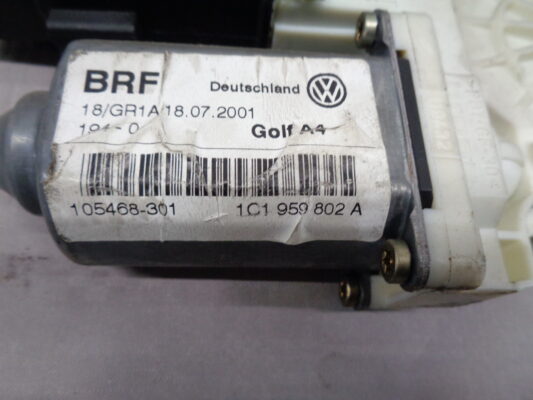 BRF Deutschland
18/GR1A 18.07.2001
Golf A4
105468-301 1C1 959 802 A